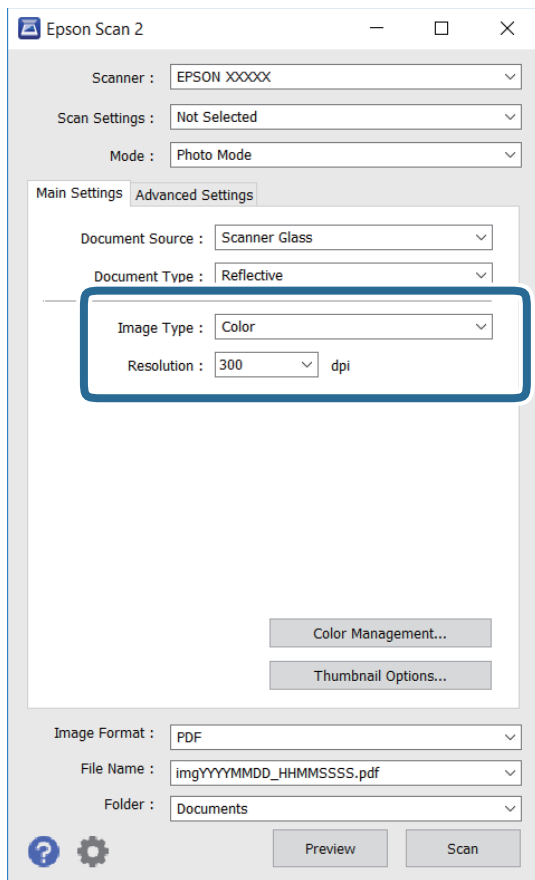 Epson Scan 2
Scanner : EPSON XXXXX
Scan Settings : Not Selected
Mode : Photo Mode
Main Settings Advanced Settings
Document Source : Scanner Glass
Document Type : Reflective
Image Type : Color
Resolution : 300 dpi
Color Management...
Thumbnail Options...
Image Format : PDF
File Name : imgYYYYMMDD_HHMMSSSS.pdf
Folder : Documents
? Preview Scan